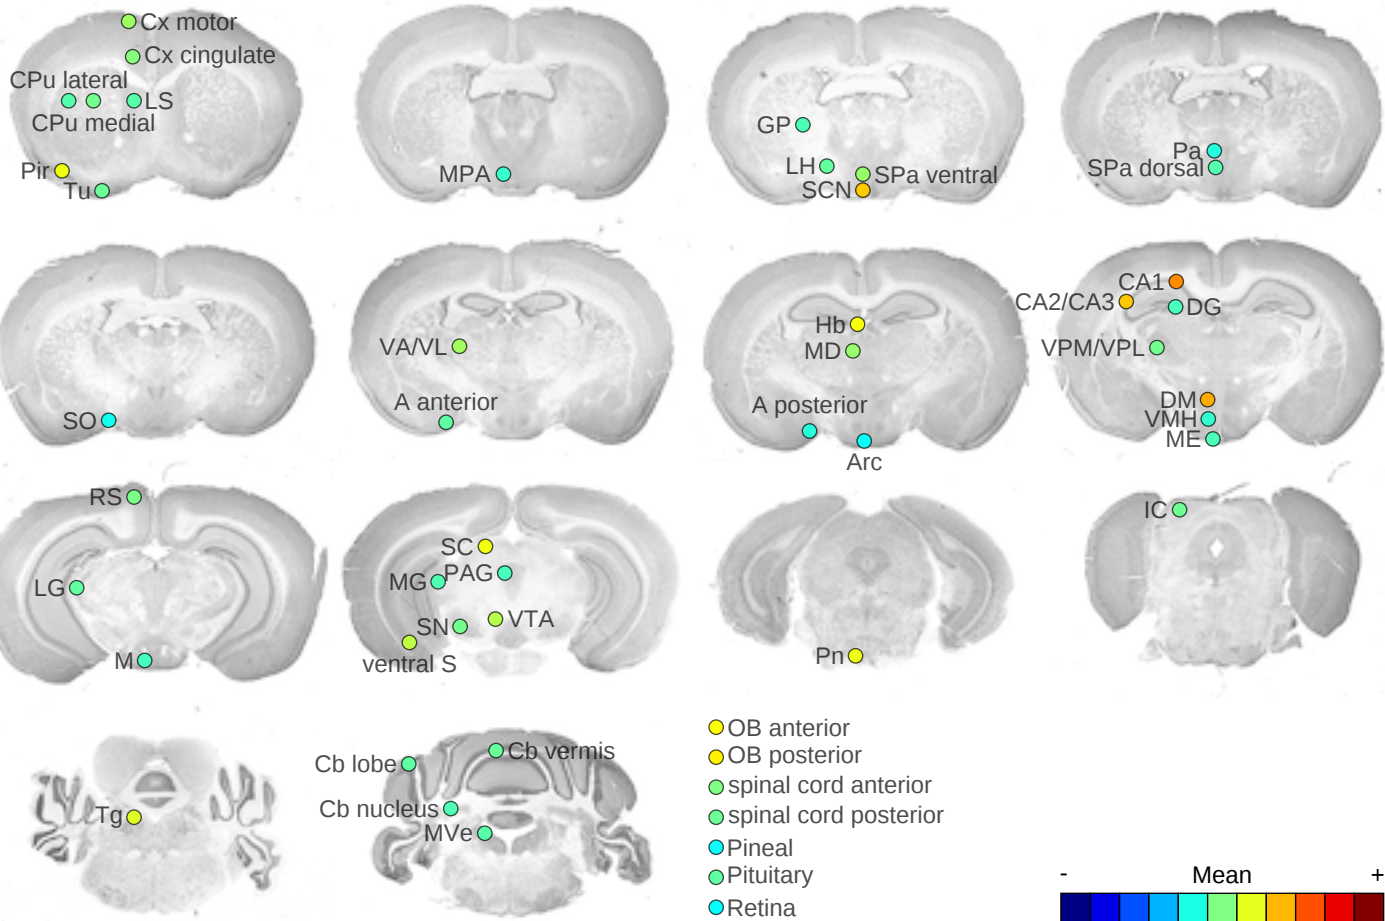 Cx motor
Cx cingulate
CPu lateral
LS
CPu medial
Pir
Tu
MPA
GP
LH
SPa ventral
SCN
Pa
SPa dorsal
SO
VA/VL
A anterior
Hb
MD
A posterior
Arc
CA1
CA2/CA3
DG
VPM/VPL
DM
VMH
ME
RS
LG
M
SC
MG PAG
SN
VTA
ventral S
Pn
IC
Tg
Cb lobe
Cb vermis
Cb nucleus
MVe
OB anterior
OB posterior
spinal cord anterior
spinal cord posterior
Pineal
Pituitary
Retina
- Mean +